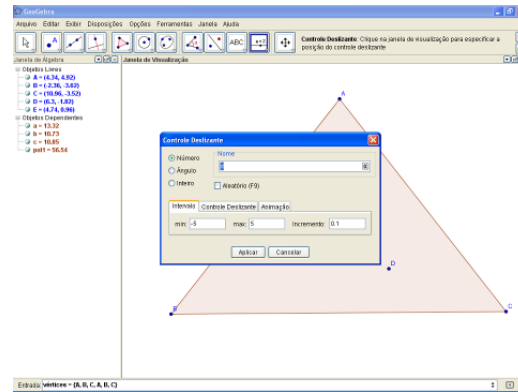 GeoGebra
Arquivo Editar Exibir Disposições Opções Ferramentas Janela Ajuda
ABC
a=2
Controle Deslizante: Clique na janela de visualização para especificar a
posição do controle deslizante
Janela de Álgebra
Janela de Visualização
Objetos Livres
A = (4.34, 4.92)
B = (-2.36, -3.62)
C = (10.96, -3.52)
D = (6.3, -1.82)
E = (4.74, 0.96)
Objetos Dependentes
a = 13.32
b = 10.73
c = 10.85
pol1 = 56.54
A
Controle Deslizante
Número
Ângulo
Inteiro
Nome
Aleatório (F9)
Intervalo Controle Deslizante Animação
min: -5 max: 5 Incremento: 0.1
Aplicar Cancelar
D
B
C
Entrada: vértices = {A, B, C, A, B, C}